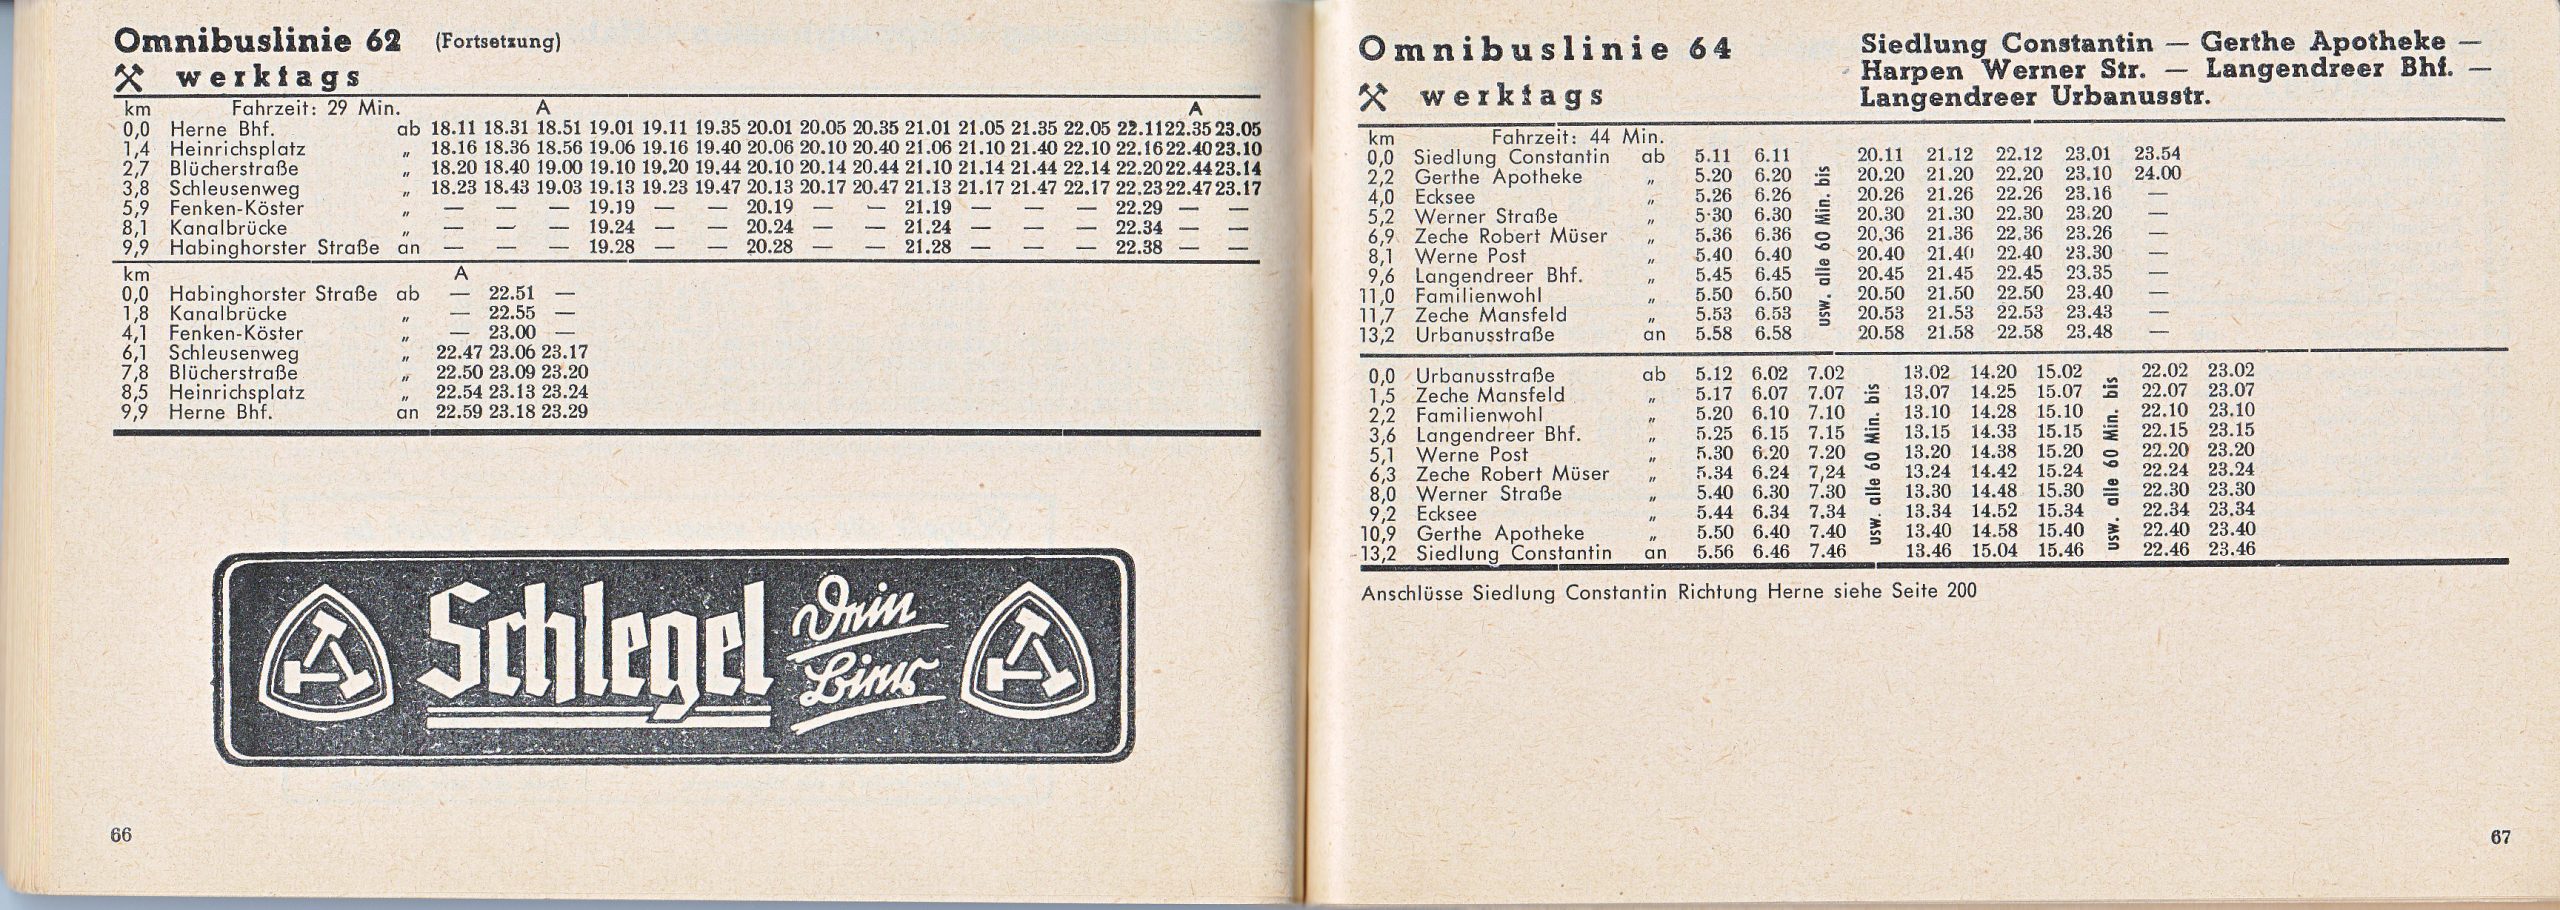 Omnibuslinie 62 (Fortsetzung)
⚒ werktags
km Fahrzeit: 29 Min. A A
0,0 Herne Bhf. ab 18.11 18.31 18.51 19.01 19.11 19.35 20.01 20.05 20.35 21.01 21.05 21.35 22.05 22.11 22.35 23.05
1,4 Heinrichsplatz „ 18.16 18.36 18.56 19.06 19.16 19.40 20.06 20.10 20.40 21.06 21.10 21.40 22.10 22.16 22.40 23.10
2,7 Blücherstraße „ 18.20 18.40 19.00 19.10 19.20 19.44 20.10 20.14 20.44 21.10 21.14 21.44 22.14 22.20 22.44 23.14
3,8 Schleusenweg „ 18.23 18.43 19.03 19.13 19.23 19.47 20.13 20.17 20.47 21.13 21.17 21.47 22.17 22.23 22.47 23.17
5,9 Fenken-Köster „ — — — 19.19 — — 20.19 — — 21.19 — — — 22.29 — —
8,1 Kanalbrücke „ — — — 19.24 — — 20.24 — — 21.24 — — — 22.34 — —
9,9 Habinghorster Straße an — — — 19.28 — — 20.28 — — 21.28 — — — 22.38 — —
km A
0,0 Habinghorster Straße ab — 22.51 —
1,8 Kanalbrücke „ — 22.55 —
4,1 Fenken-Köster „ — 23.00 —
6,1 Schleusenweg „ 22.47 23.06 23.17
7,8 Blücherstraße „ 22.50 23.09 23.20
8,5 Heinrichsplatz „ 22.54 23.13 23.24
9,9 Herne Bhf. an 22.59 23.18 23.29
Schlegel Dein Bier
66
Omnibuslinie 64
Siedlung Constantin — Gerthe Apotheke —
Harpen Werner Str. — Langendreer Bhf. —
Langendreer Urbanusstr.
⚒ werktags
km Fahrzeit: 44 Min.
0,0 Siedlung Constantin ab 5.11 6.11 20.11 21.12 22.12 23.01 23.54
2,2 Gerthe Apotheke „ 5.20 6.20 20.20 21.20 22.20 23.10 24.00
4,0 Ecksee „ 5.26 6.26 20.26 21.26 22.26 23.16 —
5,2 Werner Straße „ 5.30 6.30 20.30 21.30 22.30 23.20 —
6,9 Zeche Robert Müser „ 5.36 6.36 20.36 21.36 22.36 23.26 —
8,1 Werne Post „ 5.40 6.40 20.40 21.40 22.40 23.30 —
9,6 Langendreer Bhf. „ 5.45 6.45 20.45 21.45 22.45 23.35 —
11,0 Familienwohl „ 5.50 6.50 20.50 21.50 22.50 23.40 —
11,7 Zeche Mansfeld „ 5.53 6.53 20.53 21.53 22.53 23.43 —
13,2 Urbanusstraße an 5.58 6.58 20.58 21.58 22.58 23.48 —
usw. alle 60 Min. bis
0,0 Urbanusstraße ab 5.12 6.02 7.02 13.02 14.20 15.02 22.02 23.02
1,5 Zeche Mansfeld „ 5.17 6.07 7.07 13.07 14.25 15.07 22.07 23.07
2,2 Familienwohl „ 5.20 6.10 7.10 13.10 14.28 15.10 22.10 23.10
3,6 Langendreer Bhf. „ 5.25 6.15 7.15 13.15 14.33 15.15 22.15 23.15
5,1 Werne Post „ 5.30 6.20 7.20 13.20 14.38 15.20 22.20 23.20
6,3 Zeche Robert Müser „ 5.34 6.24 7,24 13.24 14.42 15.24 22.24 23.24
8,0 Werner Straße „ 5.40 6.30 7.30 13.30 14.48 15.30 22.30 23.30
9,2 Ecksee „ 5.44 6.34 7.34 13.34 14.52 15.34 22.34 23.34
10,9 Gerthe Apotheke „ 5.50 6.40 7.40 13.40 14.58 15.40 22.40 23.40
13,2 Siedlung Constantin an 5.56 6.46 7.46 13.46 15.04 15.46 22.46 23.46
usw. alle 60 Min. bis
usw. alle 60 Min. bis
Anschlüsse Siedlung Constantin Richtung Herne siehe Seite 200
67